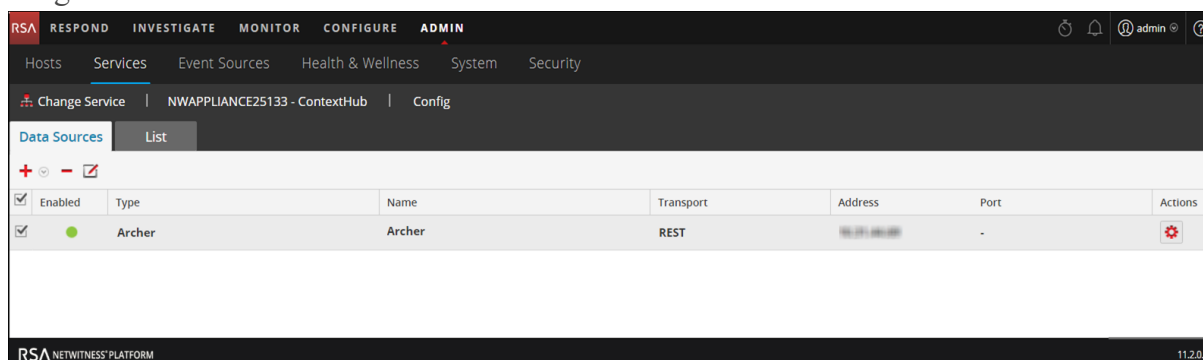 RSA RESPOND INVESTIGATE MONITOR CONFIGURE ADMIN admin
Hosts Services Event Sources Health & Wellness System Security
Change Service | NWAPPLIANCE25133 - ContextHub | Config
Data Sources List
Enabled Type Name Transport Address Port Actions
Archer Archer REST -
RSA NETWITNESS® PLATFORM 11.2.0